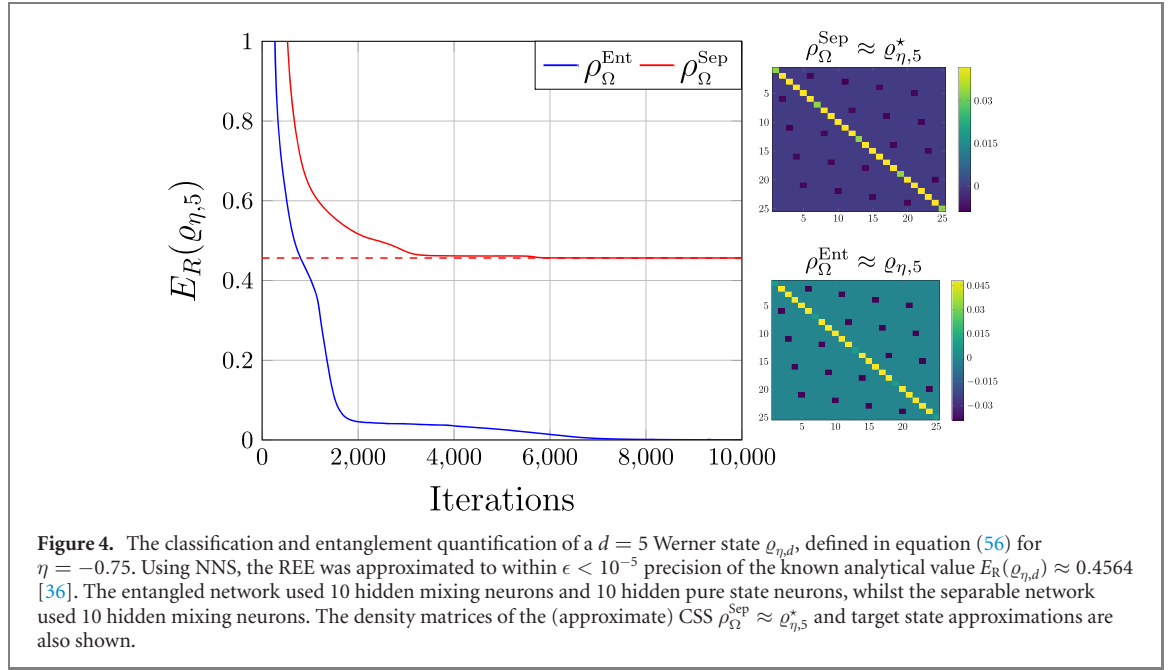 1
0.8
0.6
0.4
0.2
0
E_R(ϱ_{η,5})
0 2,000 4,000 6,000 8,000 10,000
Iterations
ρ_Ω^Ent ρ_Ω^Sep
ρ_Ω^Sep ≈ ϱ*_{η,5}
5
10
15
20
25
5 10 15 20 25
0.03
0.015
0
ρ_Ω^Ent ≈ ϱ_{η,5}
5
10
15
20
25
5 10 15 20 25
0.045
0.03
0.015
0
−0.015
−0.03
Figure 4. The classification and entanglement quantification of a d = 5 Werner state ϱ_{η,d}, defined in equation (56) for
η = −0.75. Using NNS, the REE was approximated to within ϵ < 10^{−5} precision of the known analytical value E_R(ϱ_{η,d}) ≈ 0.4564
[36]. The entangled network used 10 hidden mixing neurons and 10 hidden pure state neurons, whilst the separable network
used 10 hidden mixing neurons. The density matrices of the (approximate) CSS ρ_Ω^Sep ≈ ϱ*_{η,5} and target state approximations are
also shown.